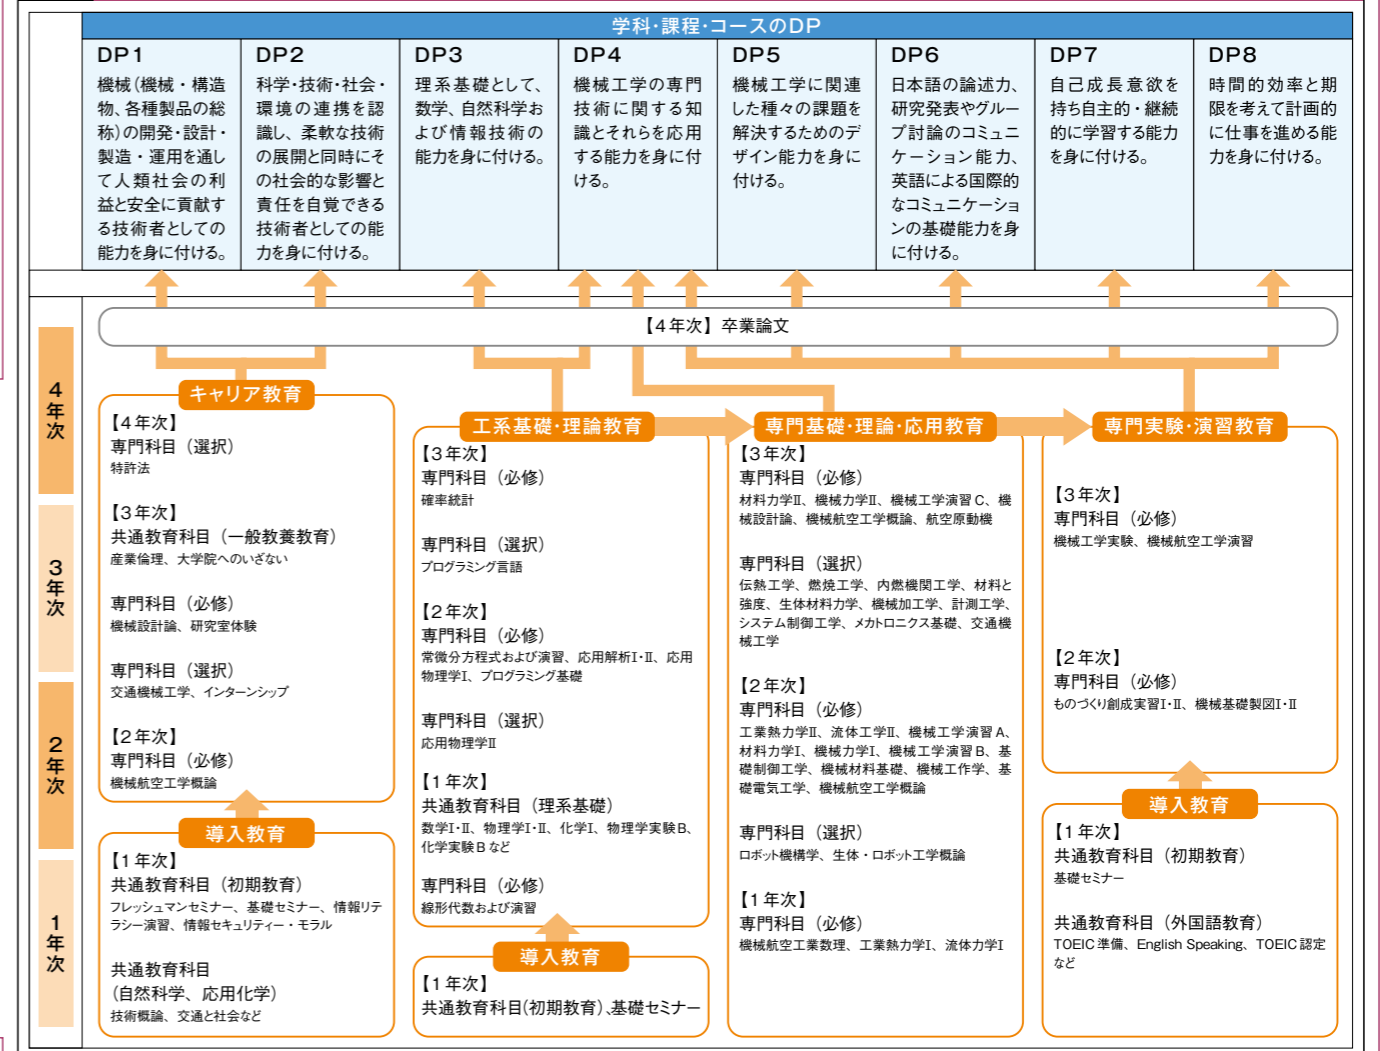 学科・課程・コースのDP
DP1
機械(機械・構造
物、各種製品の総
称)の開発・設計・
製造・運用を通し
て人類社会の利
益と安全に貢献す
る技術者としての
能力を身に付ける。
DP2
科学・技術・社会・
環境の連携を認
識し、柔軟な技術
の展開と同時にそ
の社会的な影響と
責任を自覚できる
技術者としての能
力を身に付ける。
DP3
理系基礎として、
数学、自然科学お
よび情報技術の
能力を身に付ける。
DP4
機械工学の専門
技術に関する知
識とそれらを応用
する能力を身に付
ける。
DP5
機械工学に関連
した種々の課題を
解決するためのデ
ザイン能力を身に
付ける。
DP6
日本語の論述力、
研究発表やグルー
プ討論のコミュニ
ケーション能力、
英語による国際的
なコミュニケーショ
ンの基礎能力を身
に付ける。
DP7
自己成長意欲を
持ち自主的・継続
的に学習する能力
を身に付ける。
DP8
時間的効率と期
限を考えて計画的
に仕事を進める能
力を身に付ける。
【4年次】卒業論文
4年次
3年次
2年次
1年次
キャリア教育
【4年次】
専門科目(選択)
特許法
【3年次】
共通教育科目(一般教養教育)
産業倫理、大学院へのいざない
専門科目(必修)
機械設計論、研究室体験
専門科目(選択)
交通機械工学、インターンシップ
【2年次】
専門科目(必修)
機械航空工学概論
導入教育
【1年次】
共通教育科目(初期教育)
フレッシュマンセミナー、基礎セミナー、情報リテ
ラシー演習、情報セキュリティー・モラル
共通教育科目
(自然科学、応用化学)
技術概論、交通と社会など
工系基礎・理論教育
【3年次】
専門科目(必修)
確率統計
専門科目(選択)
プログラミング言語
【2年次】
専門科目(必修)
常微分方程式および演習、応用解析Ⅰ・Ⅱ、応用
物理学Ⅰ、プログラミング基礎
専門科目(選択)
応用物理学Ⅱ
【1年次】
共通教育科目(理系基礎)
数学Ⅰ・Ⅱ、物理学Ⅰ・Ⅱ、化学Ⅰ、物理学実験B、
化学実験Bなど
専門科目(必修)
線形代数および演習
導入教育
【1年次】
共通教育科目(初期教育)、基礎セミナー
専門基礎・理論・応用教育
【3年次】
専門科目(必修)
材料力学Ⅱ、機械力学Ⅱ、機械工学演習C、機
械設計論、機械航空工学概論、航空原動機
専門科目(選択)
伝熱工学、燃焼工学、内燃機関工学、材料と
強度、生体材料力学、機械加工学、計測工学、
システム制御工学、メカトロニクス基礎、交通機
械工学
【2年次】
専門科目(必修)
工業熱力学Ⅱ、流体工学Ⅱ、機械工学演習A、
材料力学Ⅰ、機械力学Ⅰ、機械工学演習B、基
礎制御工学、機械材料基礎、機械工作学、基
礎電気工学、機械航空工学概論
専門科目(選択)
ロボット機構学、生体・ロボット工学概論
【1年次】
専門科目(必修)
機械航空工業数理、工業熱力学Ⅰ、流体力学Ⅰ
専門実験・演習教育
【3年次】
専門科目(必修)
機械工学実験、機械航空工学演習
【2年次】
専門科目(必修)
ものづくり創成実習Ⅰ・Ⅱ、機械基礎製図Ⅰ・Ⅱ
導入教育
【1年次】
共通教育科目(初期教育)
基礎セミナー
共通教育科目(外国語教育)
TOEIC準備、English Speaking、TOEIC認定
など